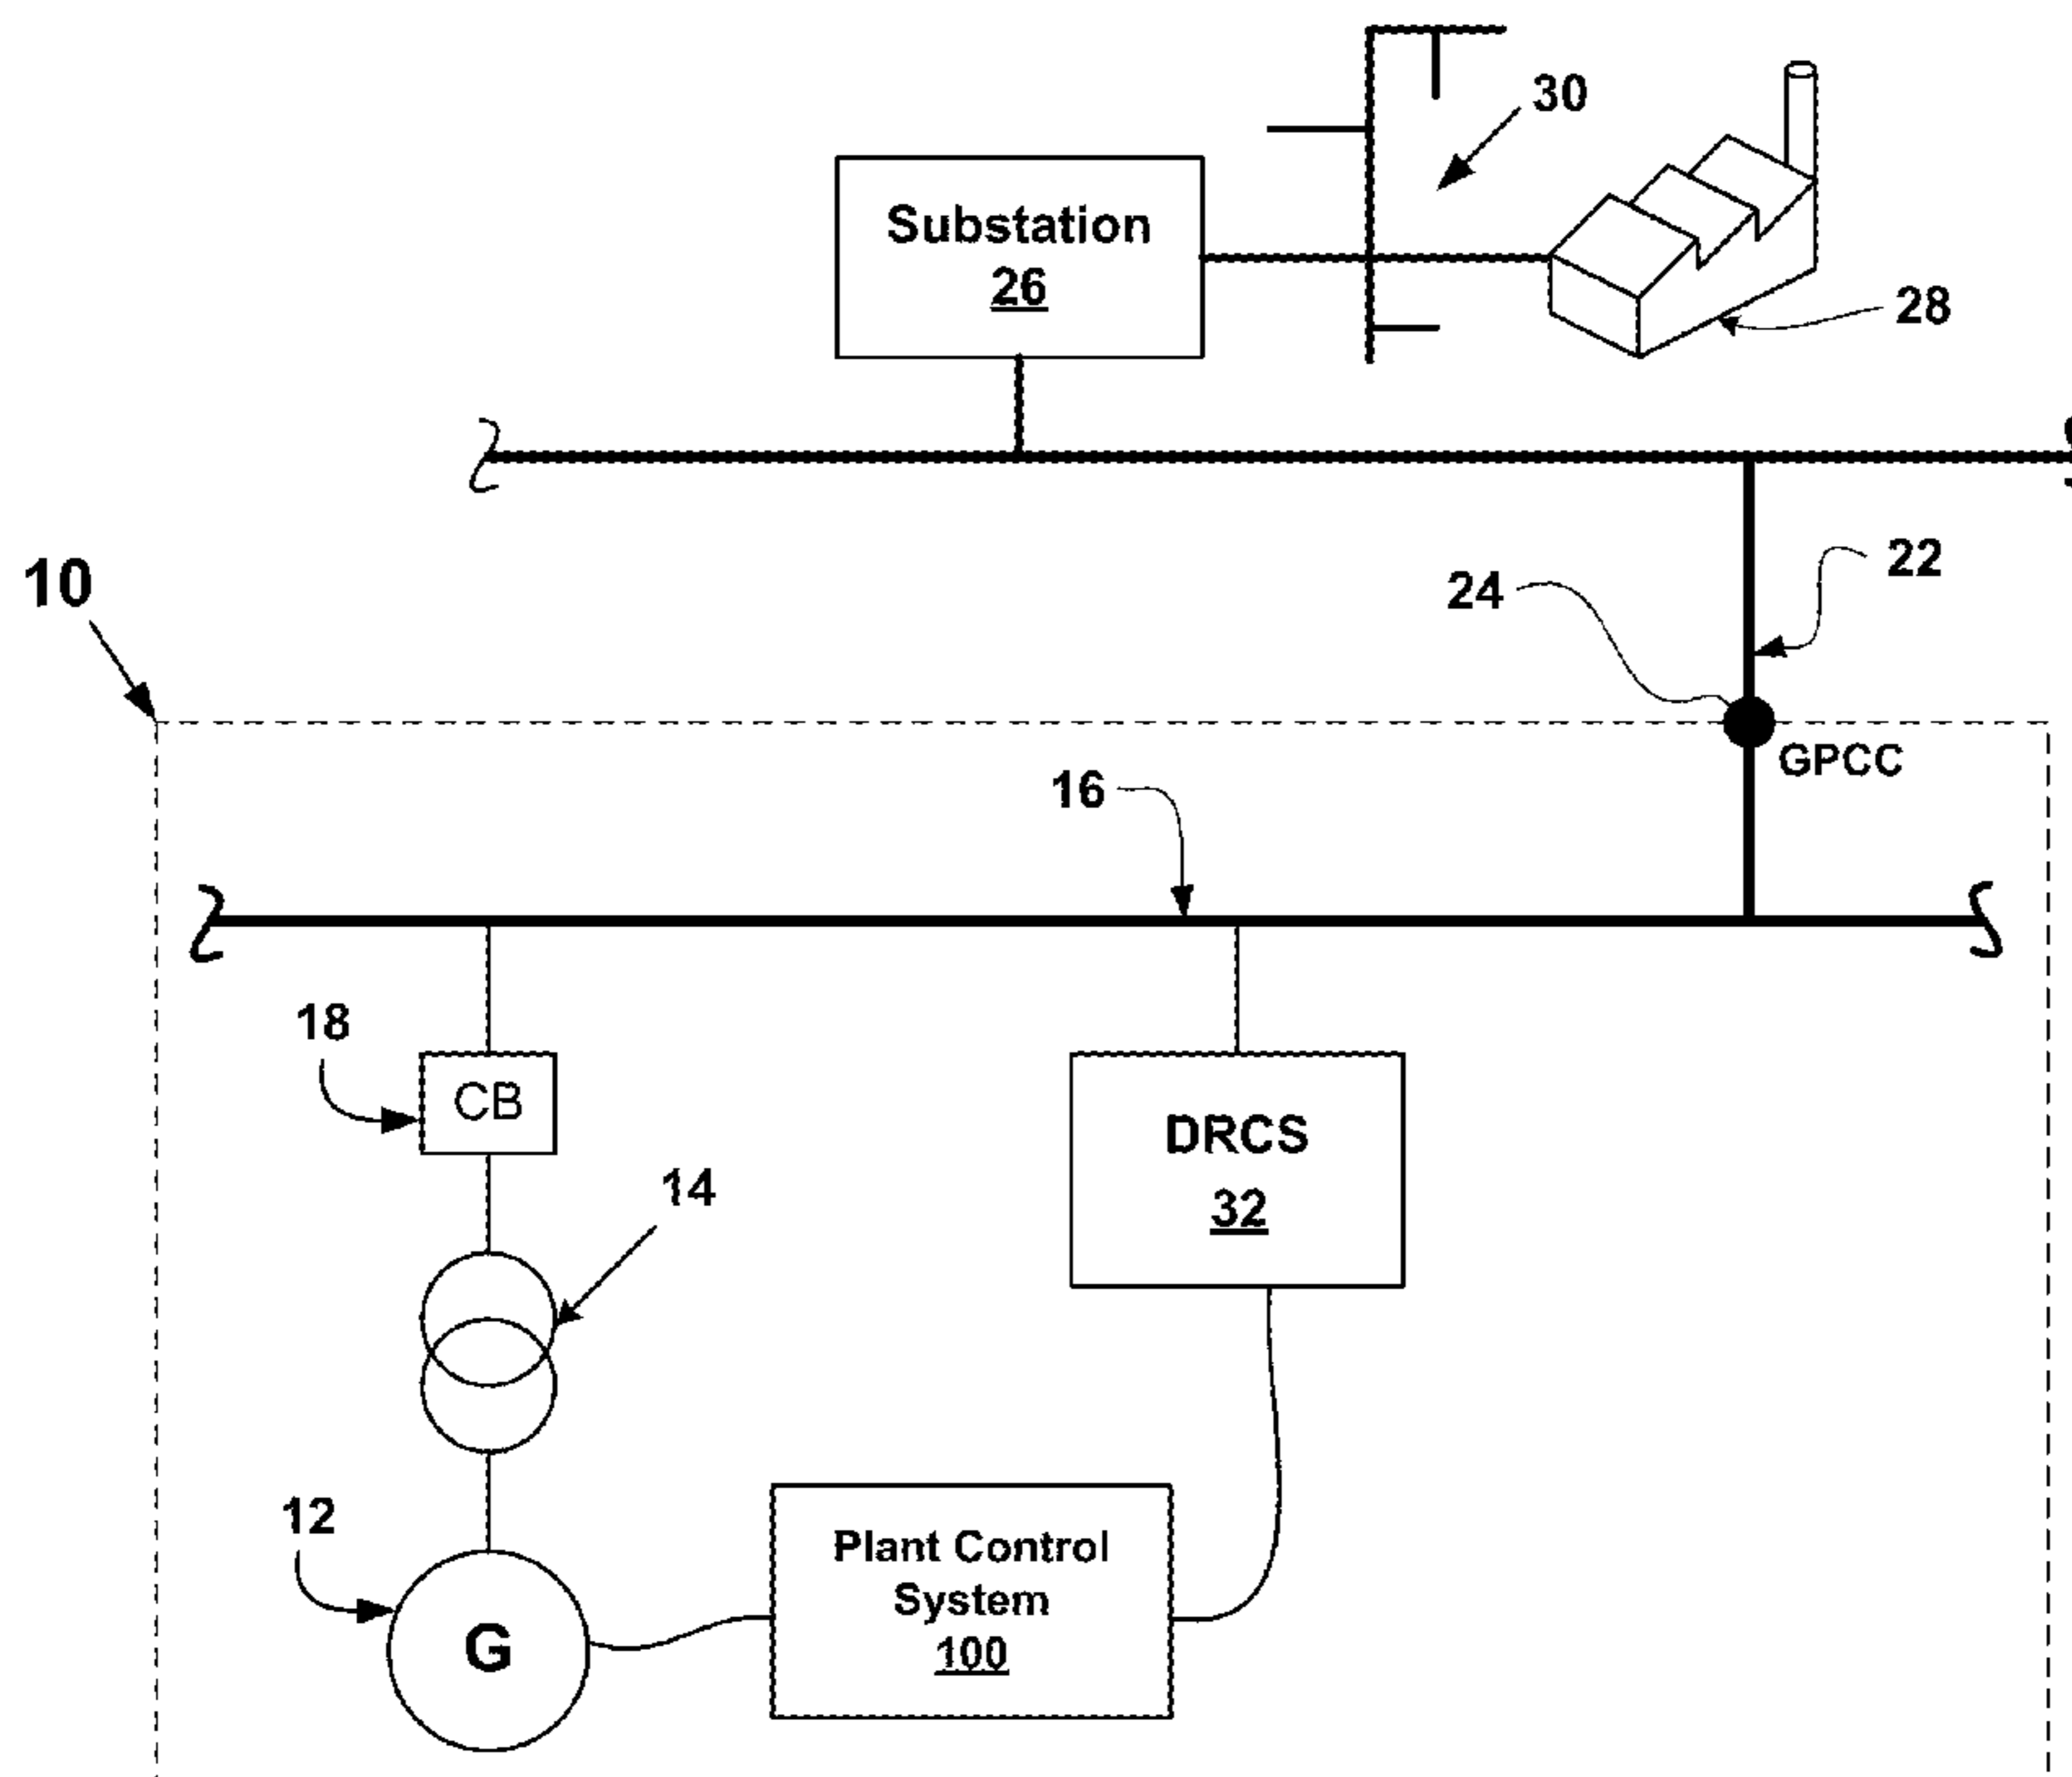 30
Substation
26
28
22
24
10
GPCC
16
18
CB
DRCS
32
14
12
Plant Control
System
100
G